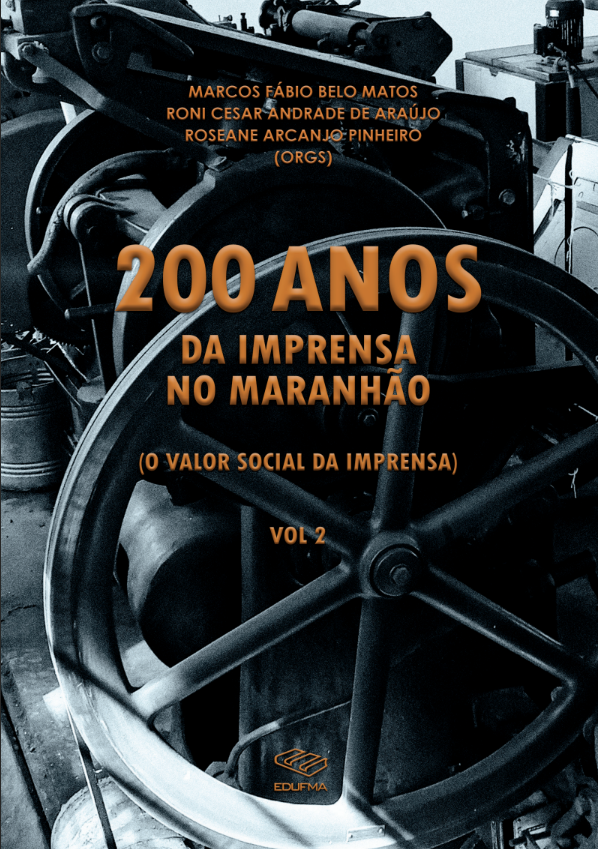 MARCOS FÁBIO BELO MATOS
RONI CESAR ANDRADE DE ARAÚJO
ROSEANE ARCANJO PINHEIRO
(ORGS)
200 ANOS
DA IMPRENSA
NO MARANHÃO
(O VALOR SOCIAL DA IMPRENSA)
VOL 2
EDUFMA